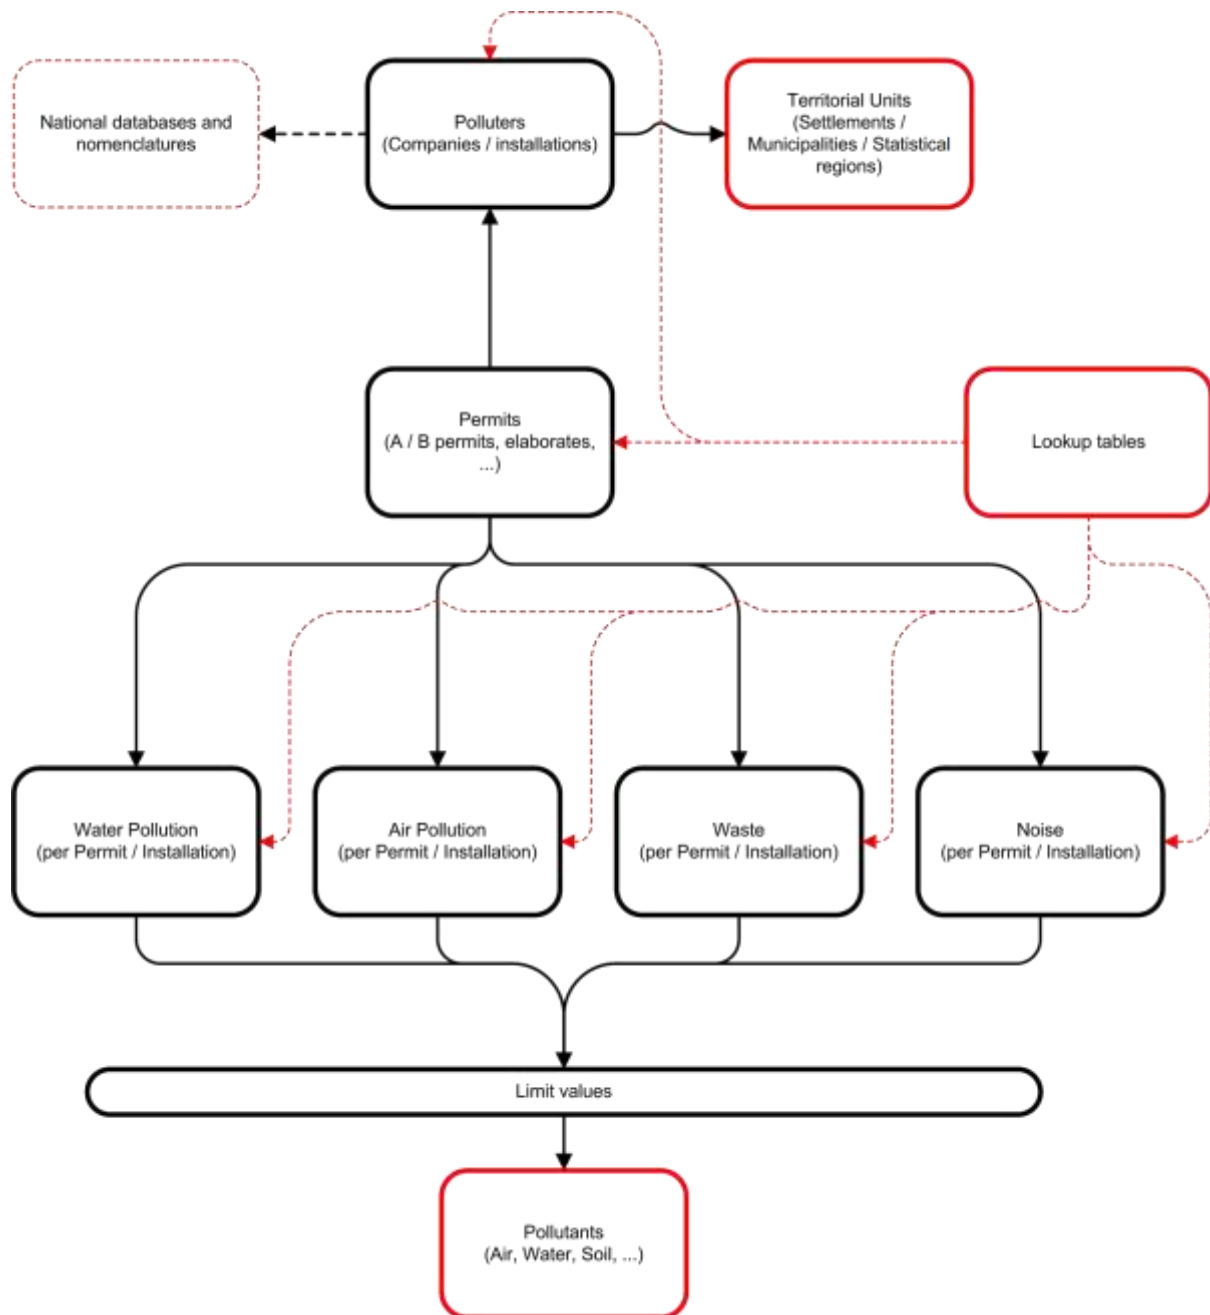 National databases and
nomenclatures
Polluters
(Companies / installations)
Territorial Units
(Settlements /
Municipalities / Statistical
regions)
Permits
(A / B permits, elaborates,
...)
Lookup tables
Water Pollution
(per Permit / Installation)
Air Pollution
(per Permit / Installation)
Waste
(per Permit / Installation)
Noise
(per Permit / Installation)
Limit values
Pollutants
(Air, Water, Soil, ...)